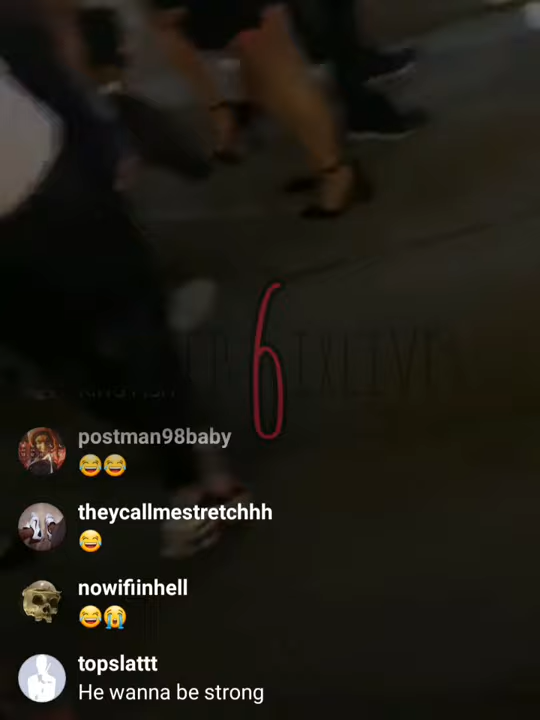 6
postman98baby
😂😂
theycallmestretchhh
😂
nowifiinhell
😂😭
topslattt
He wanna be strong